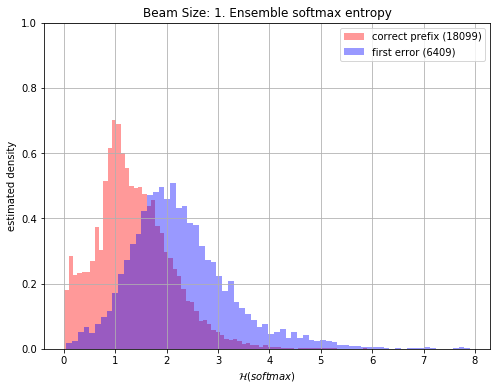 Beam Size: 1. Ensemble softmax entropy
correct prefix (18099)
first error (6409)
estimated density
1.0
0.8
0.6
0.4
0.2
0.0
0 1 2 3 4 5 6 7 8
ℋ(softmax)